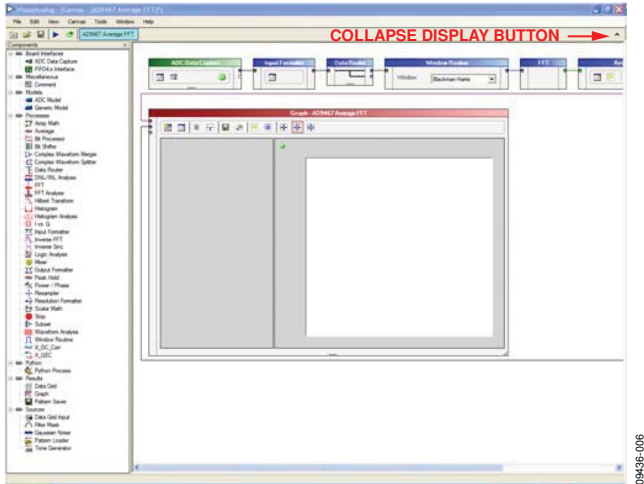 VisualAnalog - [Canvas - [AD9467 Average FFT]*]
File Edit View Canvas Tools Window Help
AD9467 Average FFT
COLLAPSE DISPLAY BUTTON
Components
Board Interfaces
ADC Data Capture
FIFO4.x Interface
Miscellaneous
Comment
Models
ADC Model
Generic Model
Processes
Array Math
Average
Bit Processor
Bit Shifter
Complex Waveform Merger
Complex Waveform Splitter
Data Router
DNL/INL Analysis
FFT
FFT Analysis
Hilbert Transform
Histogram
Histogram Analysis
I vs. Q
Input Formatter
Inverse FFT
Inverse Sinc
Logic Analysis
Mixer
Output Formatter
Peak Hold
Power / Phase
Resampler
Resolution Formatter
Scalar Math
Stop
Subset
Waveform Analysis
Window Routine
X_DC_Corr
X_QEC
Python
Python Process
Results
Data Grid
Graph
Pattern Saver
Sources
Data Grid Input
Filter Mask
Gaussian Noise
Pattern Loader
Tone Generator
ADC Data Capture
Input Formatter
Data Router
Window Routine
Window:
Blackman Harris
FFT
Graph - AD9467 Average FFT
09436-006